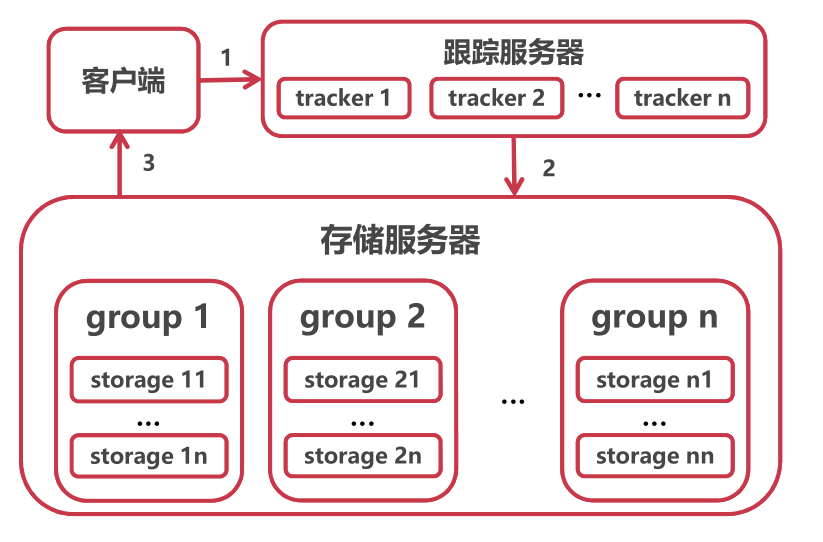 客户端
1
跟踪服务器
tracker 1
tracker 2
...
tracker n
3
2
存储服务器
group 1
storage 11
...
storage 1n
group 2
storage 21
...
storage 2n
...
group n
storage n1
...
storage nn